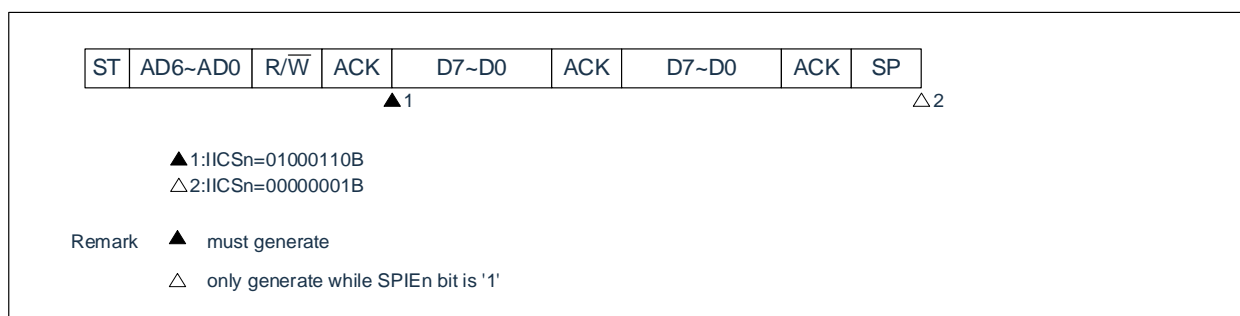 ST AD6~AD0 R/W̅ ACK D7~D0 ACK D7~D0 ACK SP
▲1 △2
▲1:IICSn=01000110B
△2:IICSn=00000001B
Remark ▲ must generate
△ only generate while SPIEn bit is '1'